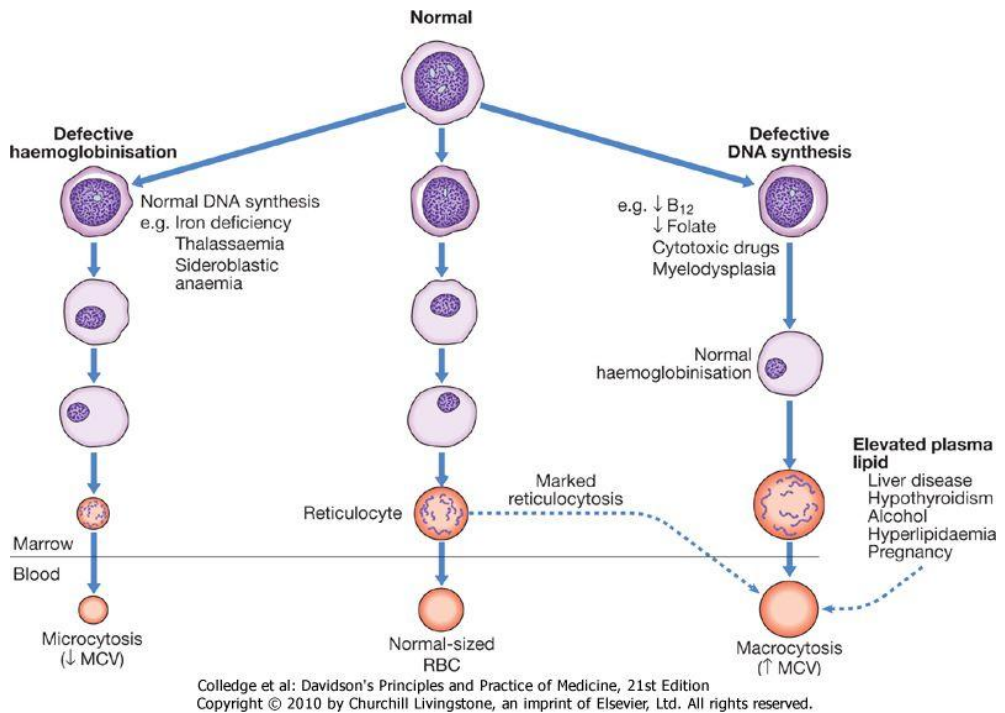 Normal
Defective
haemoglobinisation
Normal DNA synthesis
e.g. Iron deficiency
Thalassaemia
Sideroblastic
anaemia
Defective
DNA synthesis
e.g. ↓ B₁₂
↓ Folate
Cytotoxic drugs
Myelodysplasia
Normal
haemoglobinisation
Elevated plasma
lipid
Liver disease
Hypothyroidism
Alcohol
Hyperlipidaemia
Pregnancy
Marked
reticulocytosis
Reticulocyte
Marrow
Blood
Microcytosis
(↓ MCV)
Normal-sized
RBC
Macrocytosis
(↑ MCV)
Colledge et al: Davidson's Principles and Practice of Medicine, 21st Edition
Copyright © 2010 by Churchill Livingstone, an imprint of Elsevier, Ltd. All rights reserved.